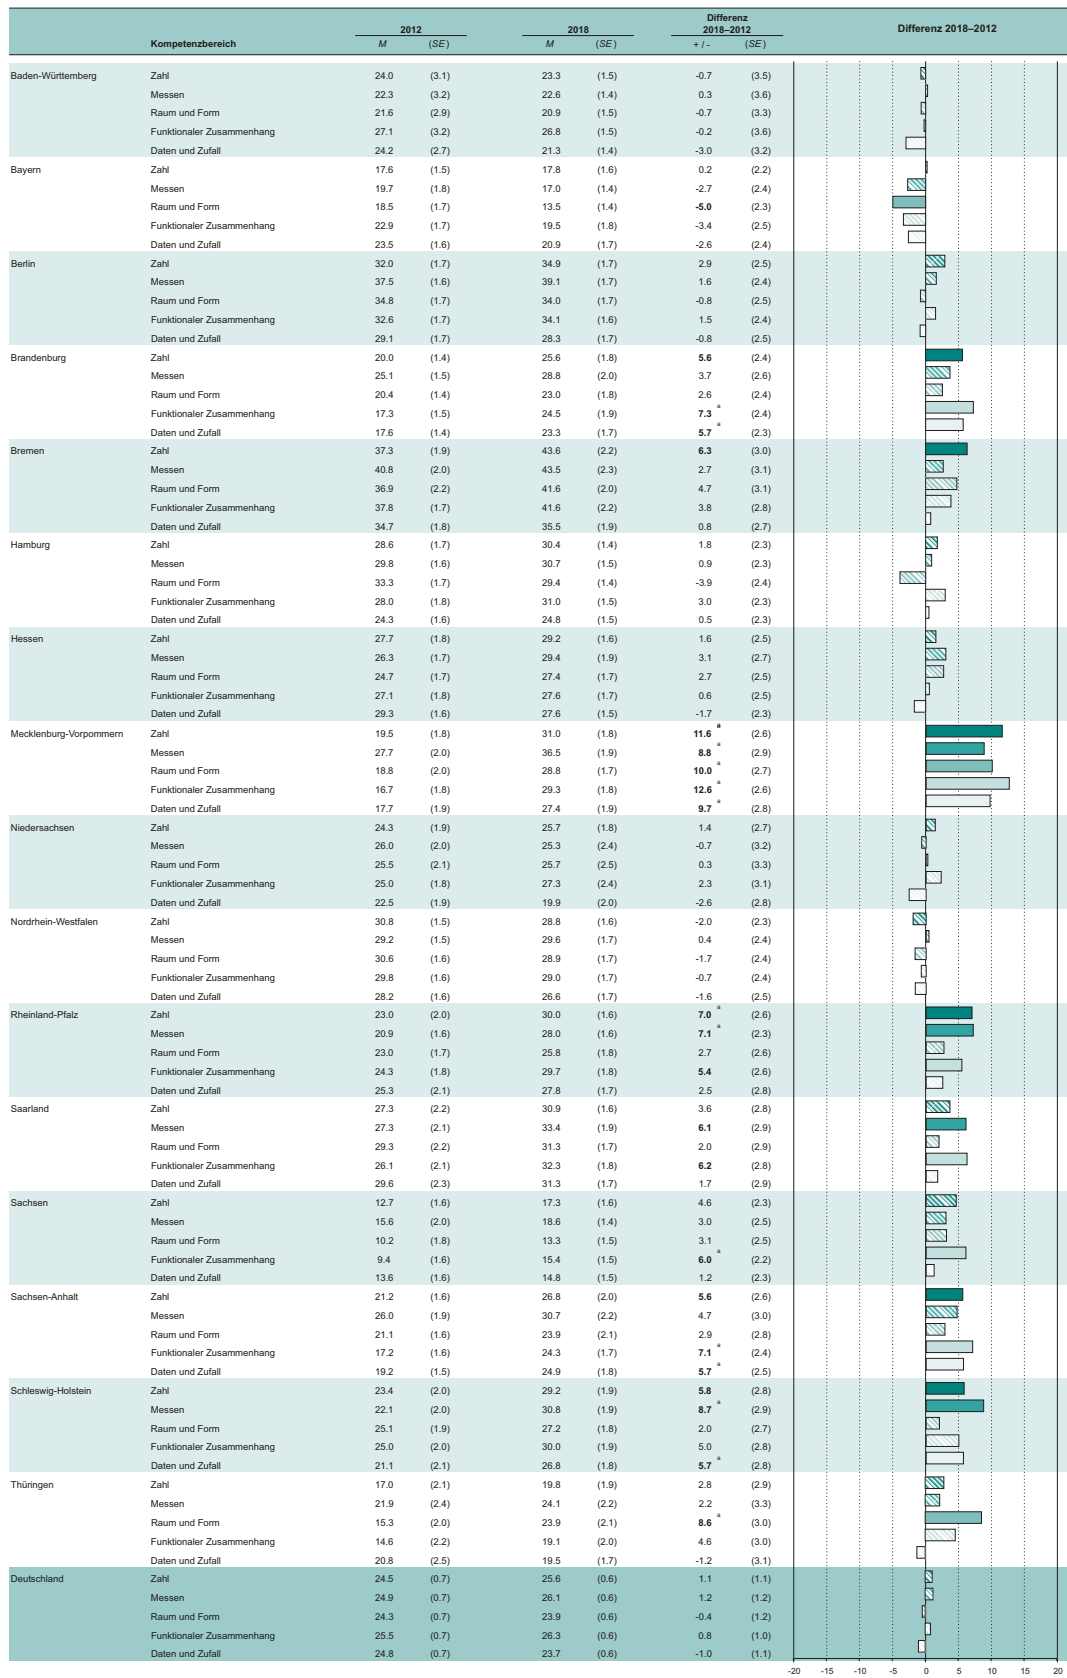 2012 2018 Differenz 2018–2012 Differenz 2018–2012
Kompetenzbereich M (SE) M (SE) + / - (SE)
Baden-Württemberg Zahl 24.0 (3.1) 23.3 (1.5) -0.7 (3.5)
Messen 22.3 (3.2) 22.6 (1.4) 0.3 (3.6)
Raum und Form 21.6 (2.9) 20.9 (1.5) -0.7 (3.3)
Funktionaler Zusammenhang 27.1 (3.2) 26.8 (1.5) -0.2 (3.6)
Daten und Zufall 24.2 (2.7) 21.3 (1.4) -3.0 (3.2)
Bayern Zahl 17.6 (1.5) 17.8 (1.6) 0.2 (2.2)
Messen 19.7 (1.8) 17.0 (1.4) -2.7 (2.4)
Raum und Form 18.5 (1.7) 13.5 (1.4) -5.0 (2.3)
Funktionaler Zusammenhang 22.9 (1.7) 19.5 (1.8) -3.4 (2.5)
Daten und Zufall 23.5 (1.6) 20.9 (1.7) -2.6 (2.4)
Berlin Zahl 32.0 (1.7) 34.9 (1.7) 2.9 (2.5)
Messen 37.5 (1.6) 39.1 (1.7) 1.6 (2.4)
Raum und Form 34.8 (1.7) 34.0 (1.7) -0.8 (2.5)
Funktionaler Zusammenhang 32.6 (1.7) 34.1 (1.6) 1.5 (2.4)
Daten und Zufall 29.1 (1.7) 28.3 (1.7) -0.8 (2.5)
Brandenburg Zahl 20.0 (1.4) 25.6 (1.8) 5.6 (2.4)
Messen 25.1 (1.5) 28.8 (2.0) 3.7 (2.6)
Raum und Form 20.4 (1.4) 23.0 (1.8) 2.6 (2.4)
Funktionaler Zusammenhang 17.3 (1.5) 24.5 (1.9) 7.3 a (2.4)
Daten und Zufall 17.6 (1.4) 23.3 (1.7) 5.7 a (2.3)
Bremen Zahl 37.3 (1.9) 43.6 (2.2) 6.3 (3.0)
Messen 40.8 (2.0) 43.5 (2.3) 2.7 (3.1)
Raum und Form 36.9 (2.2) 41.6 (2.0) 4.7 (3.1)
Funktionaler Zusammenhang 37.8 (1.7) 41.6 (2.2) 3.8 (2.8)
Daten und Zufall 34.7 (1.8) 35.5 (1.9) 0.8 (2.7)
Hamburg Zahl 28.6 (1.7) 30.4 (1.4) 1.8 (2.3)
Messen 29.8 (1.6) 30.7 (1.5) 0.9 (2.3)
Raum und Form 33.3 (1.7) 29.4 (1.4) -3.9 (2.4)
Funktionaler Zusammenhang 28.0 (1.8) 31.0 (1.5) 3.0 (2.3)
Daten und Zufall 24.3 (1.6) 24.8 (1.5) 0.5 (2.3)
Hessen Zahl 27.7 (1.8) 29.2 (1.6) 1.6 (2.5)
Messen 26.3 (1.7) 29.4 (1.9) 3.1 (2.7)
Raum und Form 24.7 (1.7) 27.4 (1.7) 2.7 (2.5)
Funktionaler Zusammenhang 27.1 (1.8) 27.6 (1.7) 0.6 (2.5)
Daten und Zufall 29.3 (1.6) 27.6 (1.5) -1.7 (2.3)
Mecklenburg-Vorpommern Zahl 19.5 (1.8) 31.0 (1.8) 11.6 a (2.6)
Messen 27.7 (2.0) 36.5 (1.9) 8.8 a (2.9)
Raum und Form 18.8 (2.0) 28.8 (1.7) 10.0 a (2.7)
Funktionaler Zusammenhang 16.7 (1.8) 29.3 (1.8) 12.6 a (2.6)
Daten und Zufall 17.7 (1.9) 27.4 (1.9) 9.7 a (2.8)
Niedersachsen Zahl 24.3 (1.9) 25.7 (1.8) 1.4 (2.7)
Messen 26.0 (2.0) 25.3 (2.4) -0.7 (3.2)
Raum und Form 25.5 (2.1) 25.7 (2.5) 0.3 (3.3)
Funktionaler Zusammenhang 25.0 (1.8) 27.3 (2.4) 2.3 (3.1)
Daten und Zufall 22.5 (1.9) 19.9 (2.0) -2.6 (2.8)
Nordrhein-Westfalen Zahl 30.8 (1.5) 28.8 (1.6) -2.0 (2.3)
Messen 29.2 (1.5) 29.6 (1.7) 0.4 (2.4)
Raum und Form 30.6 (1.6) 28.9 (1.7) -1.7 (2.4)
Funktionaler Zusammenhang 29.8 (1.6) 29.0 (1.7) -0.7 (2.4)
Daten und Zufall 28.2 (1.6) 26.6 (1.7) -1.6 (2.5)
Rheinland-Pfalz Zahl 23.0 (2.0) 30.0 (1.6) 7.0 a (2.6)
Messen 20.9 (1.6) 28.0 (1.6) 7.1 a (2.3)
Raum und Form 23.0 (1.7) 25.8 (1.8) 2.7 (2.6)
Funktionaler Zusammenhang 24.3 (1.8) 29.7 (1.8) 5.4 (2.6)
Daten und Zufall 25.3 (2.1) 27.8 (1.7) 2.5 (2.8)
Saarland Zahl 27.3 (2.2) 30.9 (1.6) 3.6 (2.8)
Messen 27.3 (2.1) 33.4 (1.9) 6.1 (2.9)
Raum und Form 29.3 (2.2) 31.3 (1.7) 2.0 (2.9)
Funktionaler Zusammenhang 26.1 (2.1) 32.3 (1.8) 6.2 (2.8)
Daten und Zufall 29.6 (2.3) 31.3 (1.7) 1.7 (2.9)
Sachsen Zahl 12.7 (1.6) 17.3 (1.6) 4.6 (2.3)
Messen 15.6 (2.0) 18.6 (1.4) 3.0 (2.5)
Raum und Form 10.2 (1.8) 13.3 (1.5) 3.1 (2.5)
Funktionaler Zusammenhang 9.4 (1.6) 15.4 (1.5) 6.0 a (2.2)
Daten und Zufall 13.6 (1.6) 14.8 (1.5) 1.2 (2.3)
Sachsen-Anhalt Zahl 21.2 (1.6) 26.8 (2.0) 5.6 (2.6)
Messen 26.0 (1.9) 30.7 (2.2) 4.7 (3.0)
Raum und Form 21.1 (1.6) 23.9 (2.1) 2.9 (2.8)
Funktionaler Zusammenhang 17.2 (1.6) 24.3 (1.7) 7.1 a (2.4)
Daten und Zufall 19.2 (1.5) 24.9 (1.8) 5.7 a (2.5)
Schleswig-Holstein Zahl 23.4 (2.0) 29.2 (1.9) 5.8 (2.8)
Messen 22.1 (2.0) 30.8 (1.9) 8.7 a (2.9)
Raum und Form 25.1 (1.9) 27.2 (1.8) 2.0 (2.7)
Funktionaler Zusammenhang 25.0 (2.0) 30.0 (1.9) 5.0 (2.8)
Daten und Zufall 21.1 (2.1) 26.8 (1.8) 5.7 a (2.8)
Thüringen Zahl 17.0 (2.1) 19.8 (1.9) 2.8 (2.9)
Messen 21.9 (2.4) 24.1 (2.2) 2.2 (3.3)
Raum und Form 15.3 (2.0) 23.9 (2.1) 8.6 a (3.0)
Funktionaler Zusammenhang 14.6 (2.2) 19.1 (2.0) 4.6 (3.0)
Daten und Zufall 20.8 (2.5) 19.5 (1.7) -1.2 (3.1)
Deutschland Zahl 24.5 (0.7) 25.6 (0.6) 1.1 (1.1)
Messen 24.9 (0.7) 26.1 (0.6) 1.2 (1.2)
Raum und Form 24.3 (0.7) 23.9 (0.6) -0.4 (1.2)
Funktionaler Zusammenhang 25.5 (0.7) 26.3 (0.6) 0.8 (1.0)
Daten und Zufall 24.8 (0.7) 23.7 (0.6) -1.0 (1.1)
-20 -15 -10 -5 0 5 10 15 20